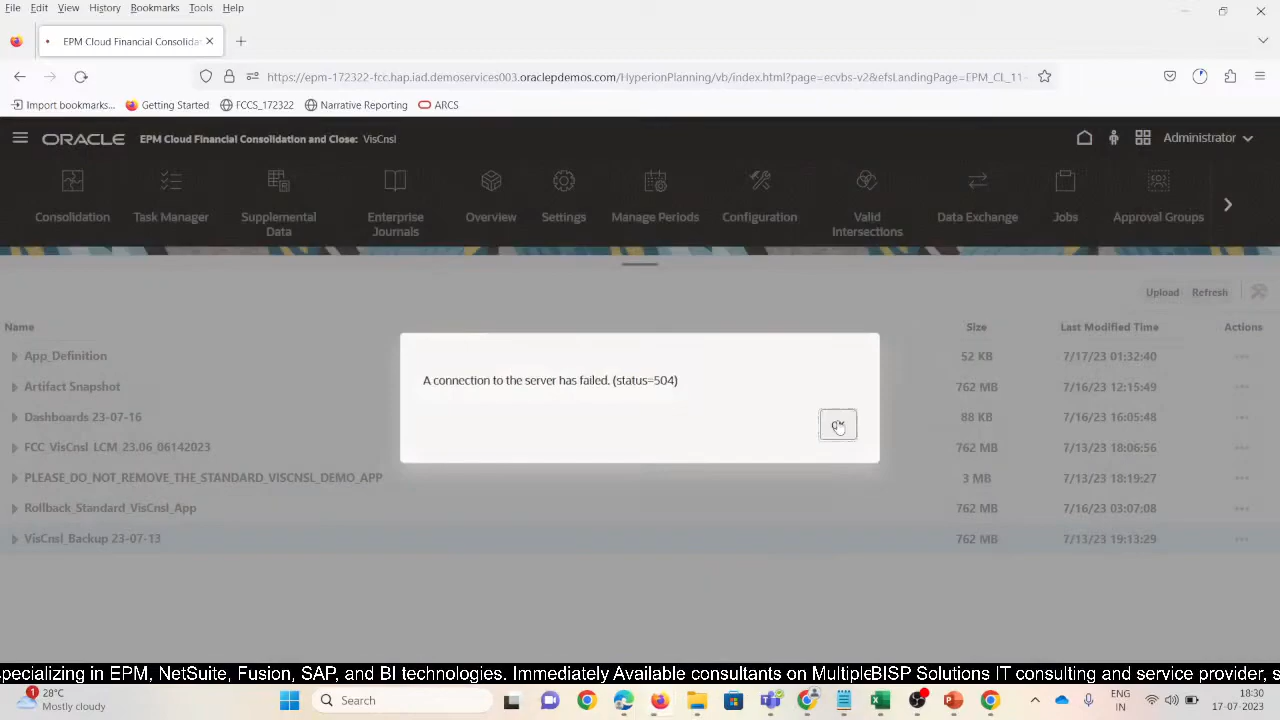 File Edit View History Bookmarks Tools Help
EPM Cloud Financial Consolida
https://epm-172322-fcc.hap.iad.demoservices003.oraclepdemos.com/HyperionPlanning/vb/index.html?page=ecvbs-v2&efsLandingPage=EPM_CL_11-
Import bookmarks... Getting Started FCCS_172322 Narrative Reporting ARCS
ORACLE EPM Cloud Financial Consolidation and Close: VisCnsl Administrator
Consolidation Task Manager Supplemental Data Enterprise Journals Overview Settings Manage Periods Configuration Valid Intersections Data Exchange Jobs Approval Groups
Upload Refresh
Name Size Last Modified Time Actions
App_Definition 52 KB 7/17/23 01:32:40 ...
Artifact Snapshot 762 MB 7/16/23 12:15:49 ...
Dashboards 23-07-16 88 KB 7/16/23 16:05:48 ...
FCC_VisCnsl_LCM_23.06_06142023 762 MB 7/13/23 18:06:56 ...
PLEASE_DO_NOT_REMOVE_THE_STANDARD_VISCNSL_DEMO_APP 3 MB 7/13/23 18:19:27 ...
Rollback_Standard_VisCnsl_App 762 MB 7/16/23 03:07:08 ...
VisCnsl_Backup 23-07-13 762 MB 7/13/23 19:13:29 ...
A connection to the server has failed. (status=504)
pecializing in EPM, NetSuite, Fusion, SAP, and BI technologies. Immediately Available consultants on MultipleBISP Solutions IT consulting and service provider, s
1 28°C
Mostly cloudy
Search
ENG
IN
18:30
17-07-2023